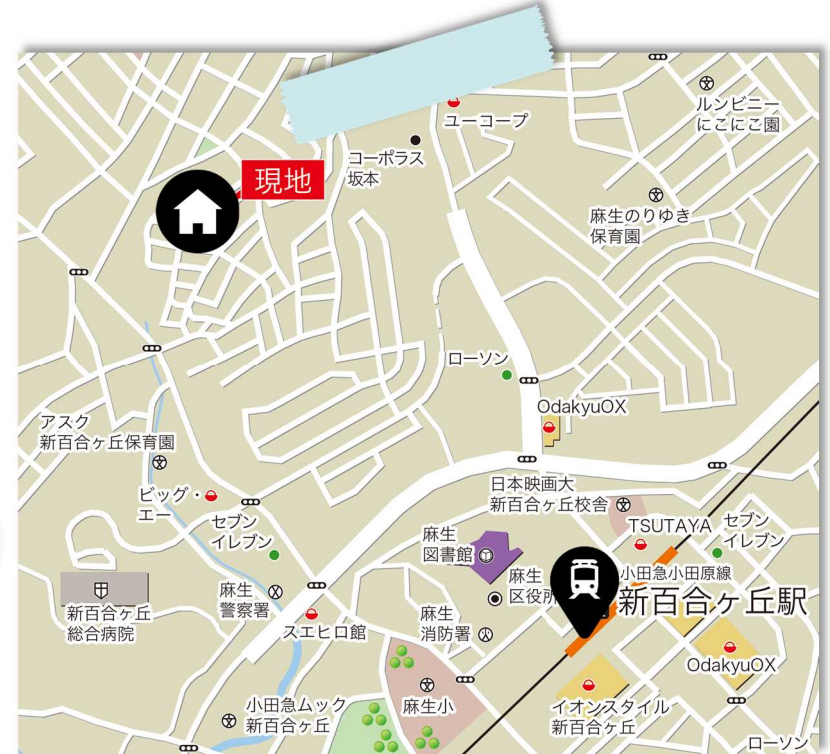 ルンビニー
にこにこ園
ユーコープ
コーポラス
坂本
現地
麻生のりゆき
保育園
ローソン
OdakyuOX
アスク
新百合ヶ丘保育園
ビッグ・
エー
セブン
イレブン
日本映画大
新百合ヶ丘校舎
TSUTAYA
セブン
イレブン
麻生
図書館
小田急小田原線
麻生
区役所
新百合ヶ丘駅
新百合ヶ丘
総合病院
麻生
警察署
スエヒロ館
麻生
消防署
OdakyuOX
小田急ムック
新百合ヶ丘
麻生小
イオンスタイル
新百合ヶ丘
ローソン